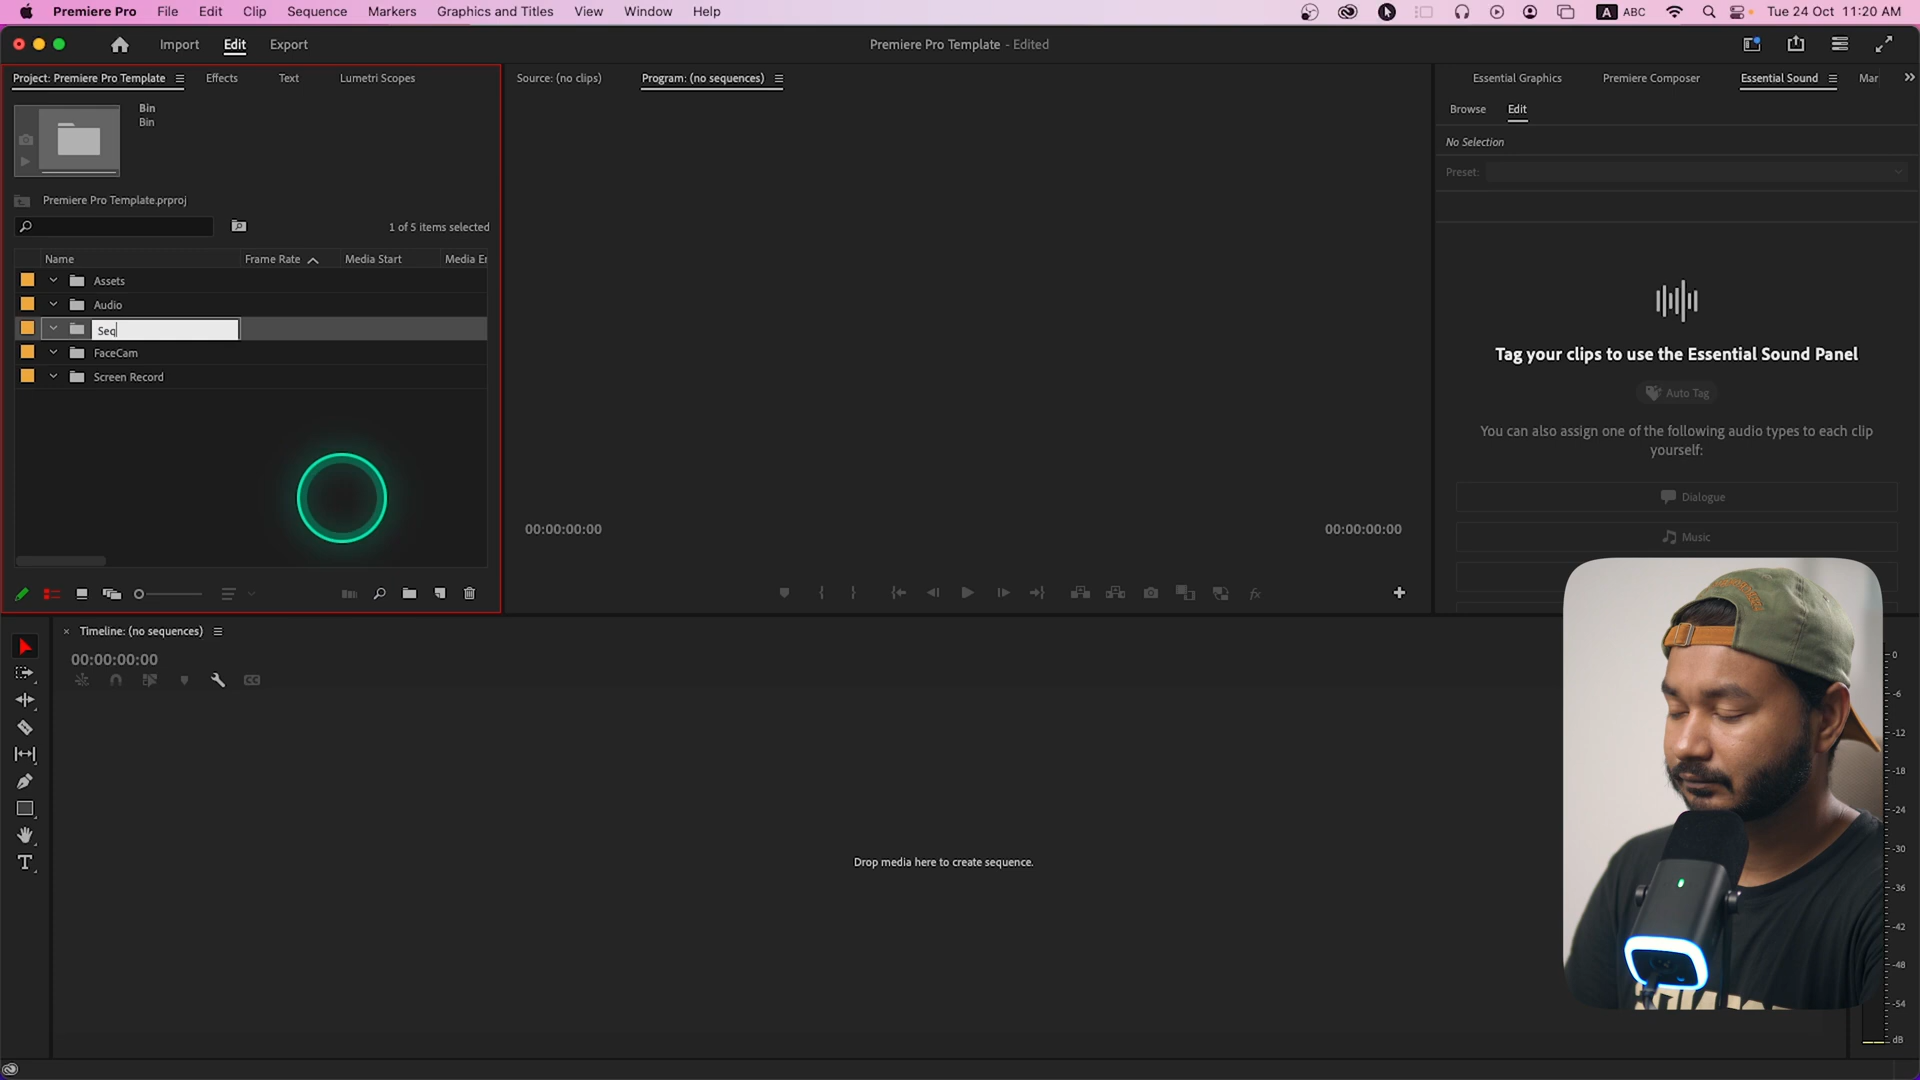 Premiere Pro File Edit Clip Sequence Markers Graphics and Titles View Window Help A ABC Tue 24 Oct 11:20 AM
Import Edit Export Premiere Pro Template - Edited
Project: Premiere Pro Template Effects Text Lumetri Scopes
Bin
Bin
Premiere Pro Template.prproj
1 of 5 items selected
Name Frame Rate Media Start Media En
Assets
Audio
Seq
FaceCam
Screen Record
Source: (no clips) Program: (no sequences)
00:00:00:00 00:00:00:00
fx
Essential Graphics Premiere Composer Essential Sound Mar
Browse Edit
No Selection
Preset:
Tag your clips to use the Essential Sound Panel
Auto Tag
You can also assign one of the following audio types to each clip
yourself:
Dialogue
Music
× Timeline: (no sequences)
00:00:00:00
CC
T
Drop media here to create sequence.
0
-6
-12
-18
-24
-30
-36
-42
-48
-54
dB